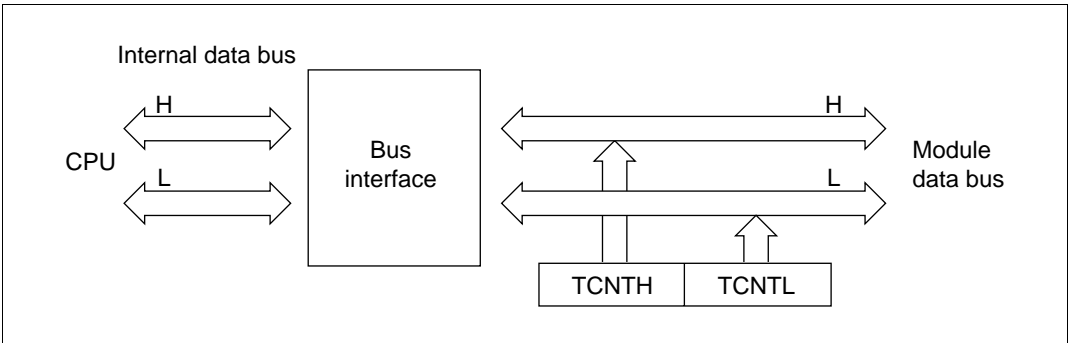 Internal data bus
H
H
CPU
Bus
interface
Module
data bus
L
L
TCNTH
TCNTL